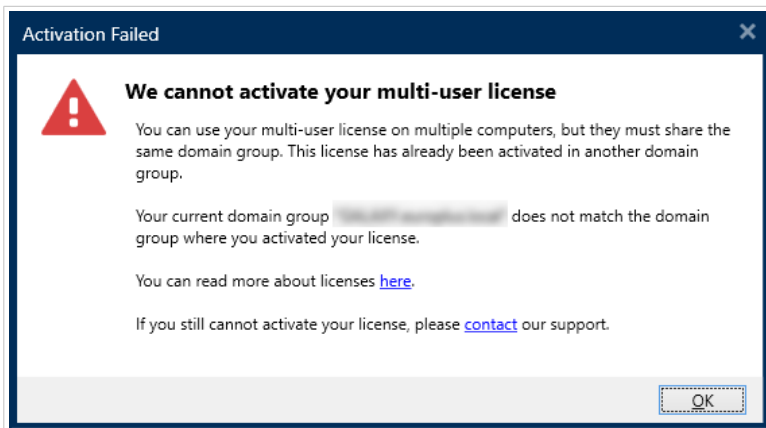 Activation Failed
We cannot activate your multi-user license
You can use your multi-user license on multiple computers, but they must share the
same domain group. This license has already been activated in another domain
group.
Your current domain group does not match the domain
group where you activated your license.
You can read more about licenses here.
If you still cannot activate your license, please contact our support.
OK